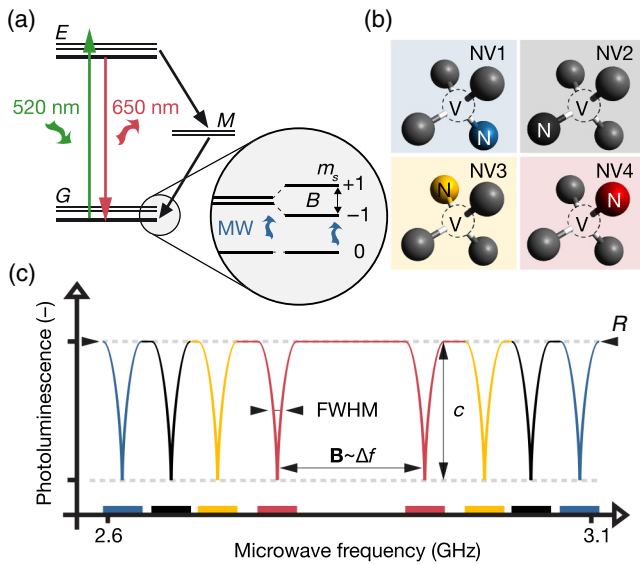 (a)
E
520 nm
650 nm
M
G
m_s
+1
B
−1
MW
0
(b)
NV1
V
N
NV2
V
N
NV3
N
V
NV4
N
V
(c)
Photoluminescence (–)
R
FWHM
c
B~Δf
2.6
3.1
Microwave frequency (GHz)